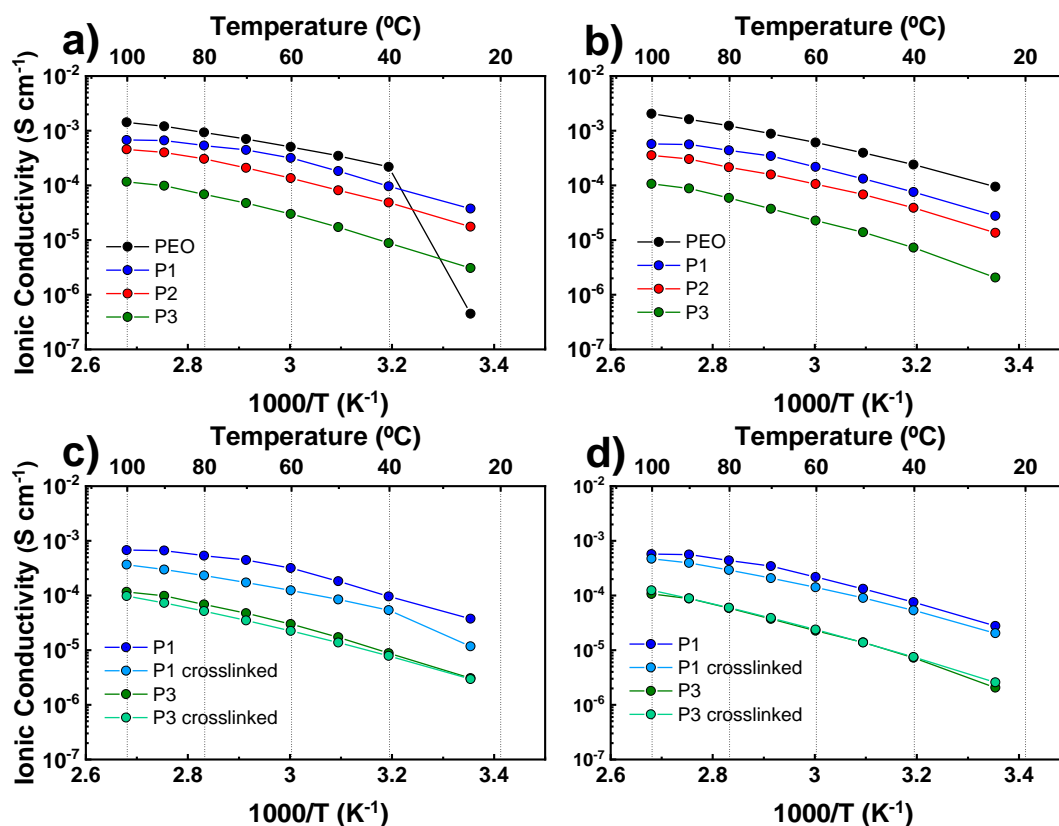 a)
Temperature (ºC)
100 80 60 40 20
Ionic Conductivity (S cm⁻¹)
10⁻²
10⁻³
10⁻⁴
10⁻⁵
10⁻⁶
10⁻⁷
PEO
P1
P2
P3
2.6 2.8 3 3.2 3.4
1000/T (K⁻¹)
b)
Temperature (ºC)
100 80 60 40 20
10⁻²
10⁻³
10⁻⁴
10⁻⁵
10⁻⁶
10⁻⁷
PEO
P1
P2
P3
2.6 2.8 3 3.2 3.4
1000/T (K⁻¹)
c)
Temperature (ºC)
100 80 60 40 20
Ionic Conductivity (S cm⁻¹)
10⁻²
10⁻³
10⁻⁴
10⁻⁵
10⁻⁶
10⁻⁷
P1
P1 crosslinked
P3
P3 crosslinked
2.6 2.8 3 3.2 3.4
1000/T (K⁻¹)
d)
Temperature (ºC)
100 80 60 40 20
10⁻²
10⁻³
10⁻⁴
10⁻⁵
10⁻⁶
10⁻⁷
P1
P1 crosslinked
P3
P3 crosslinked
2.6 2.8 3 3.2 3.4
1000/T (K⁻¹)